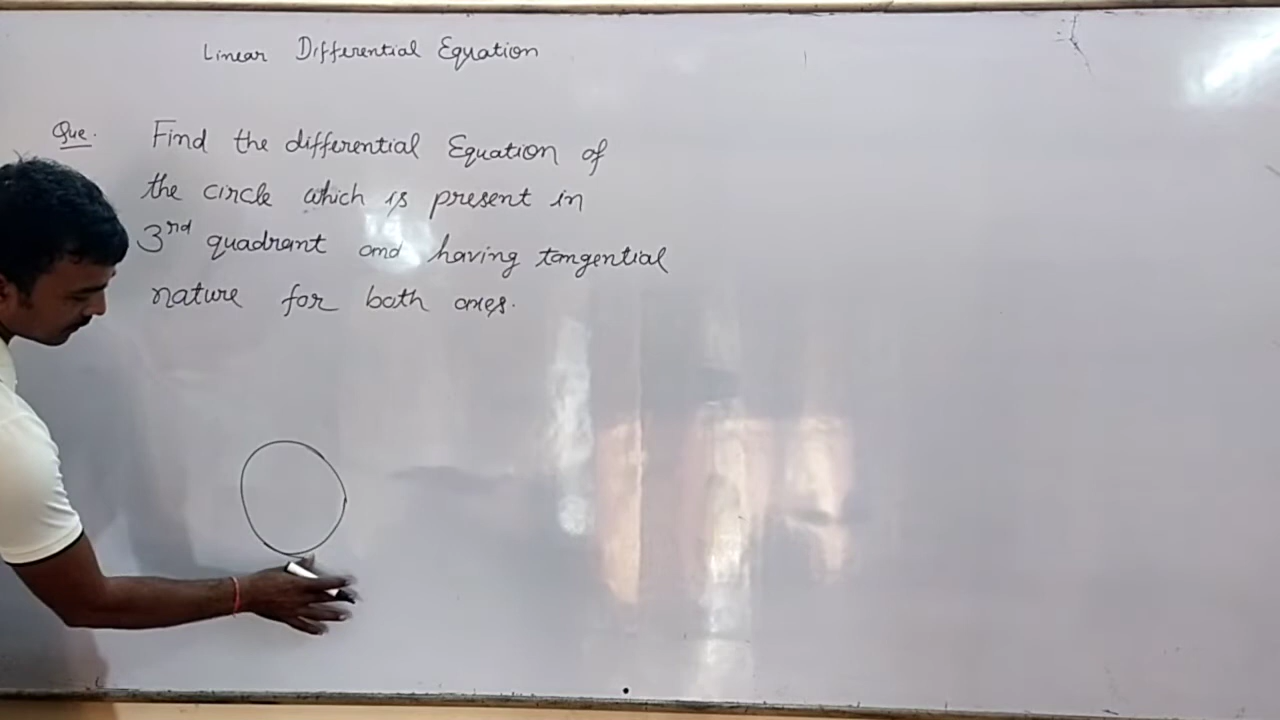 Linear Differential Equation
Que. Find the differential Equation of
the circle which is present in
3rd quadrant and having tangential
nature for both axes.